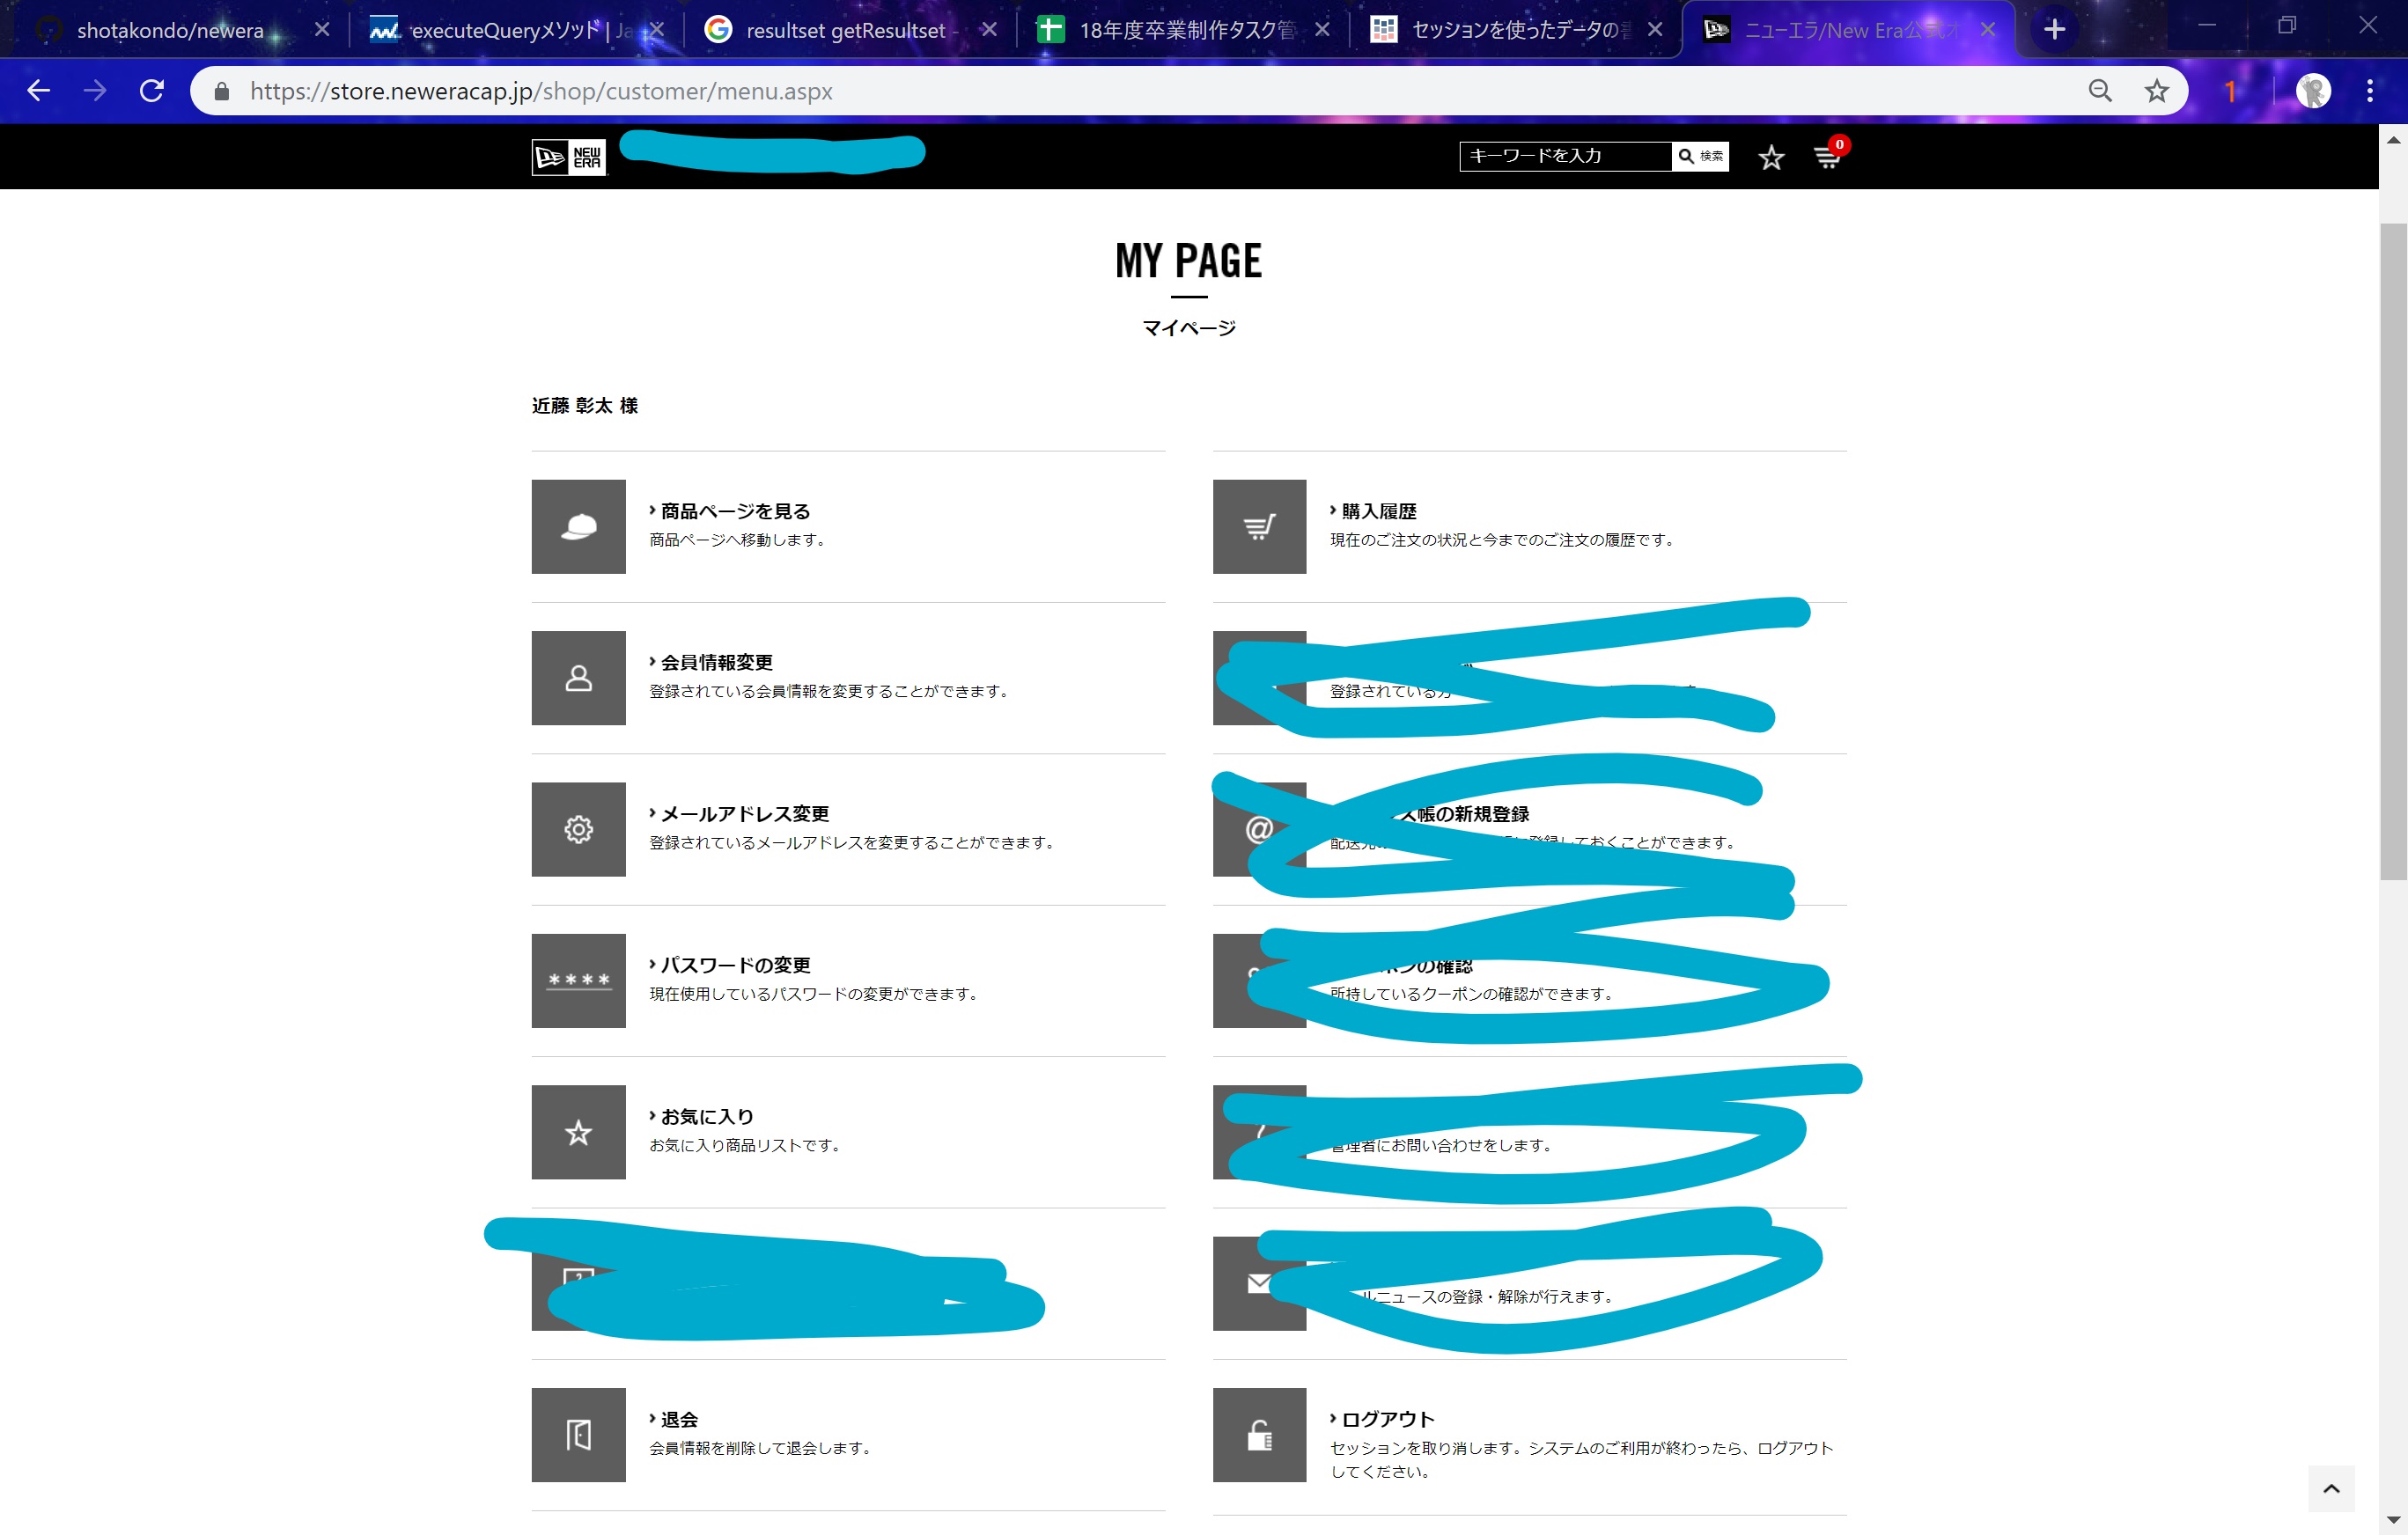 shotakondo/newera
executeQueryメソッド | Ja
resultset getResultset -
18年度卒業制作タスク管
セッションを使ったデータの
ニューエラ/New Era公式オ
https://store.neweracap.jp/shop/customer/menu.aspx
1
NEW ERA
キーワードを入力
検索
0
MY PAGE
マイページ
近藤 彰太 様
商品ページを見る
商品ページへ移動します。
購入履歴
現在のご注文の状況と今までのご注文の履歴です。
会員情報変更
登録されている会員情報を変更することができます。
登録されている
メールアドレス変更
登録されているメールアドレスを変更することができます。
@
ス帳の新規登録
配送先
登録しておくことができます。
****
パスワードの変更
現在使用しているパスワードの変更ができます。
ポンの確認
所持しているクーポンの確認ができます。
お気に入り
お気に入り商品リストです。
管理者にお問い合わせをします。
ルニュースの登録・解除が行えます。
退会
会員情報を削除して退会します。
ログアウト
セッションを取り消します。システムのご利用が終わったら、ログアウト
してください。